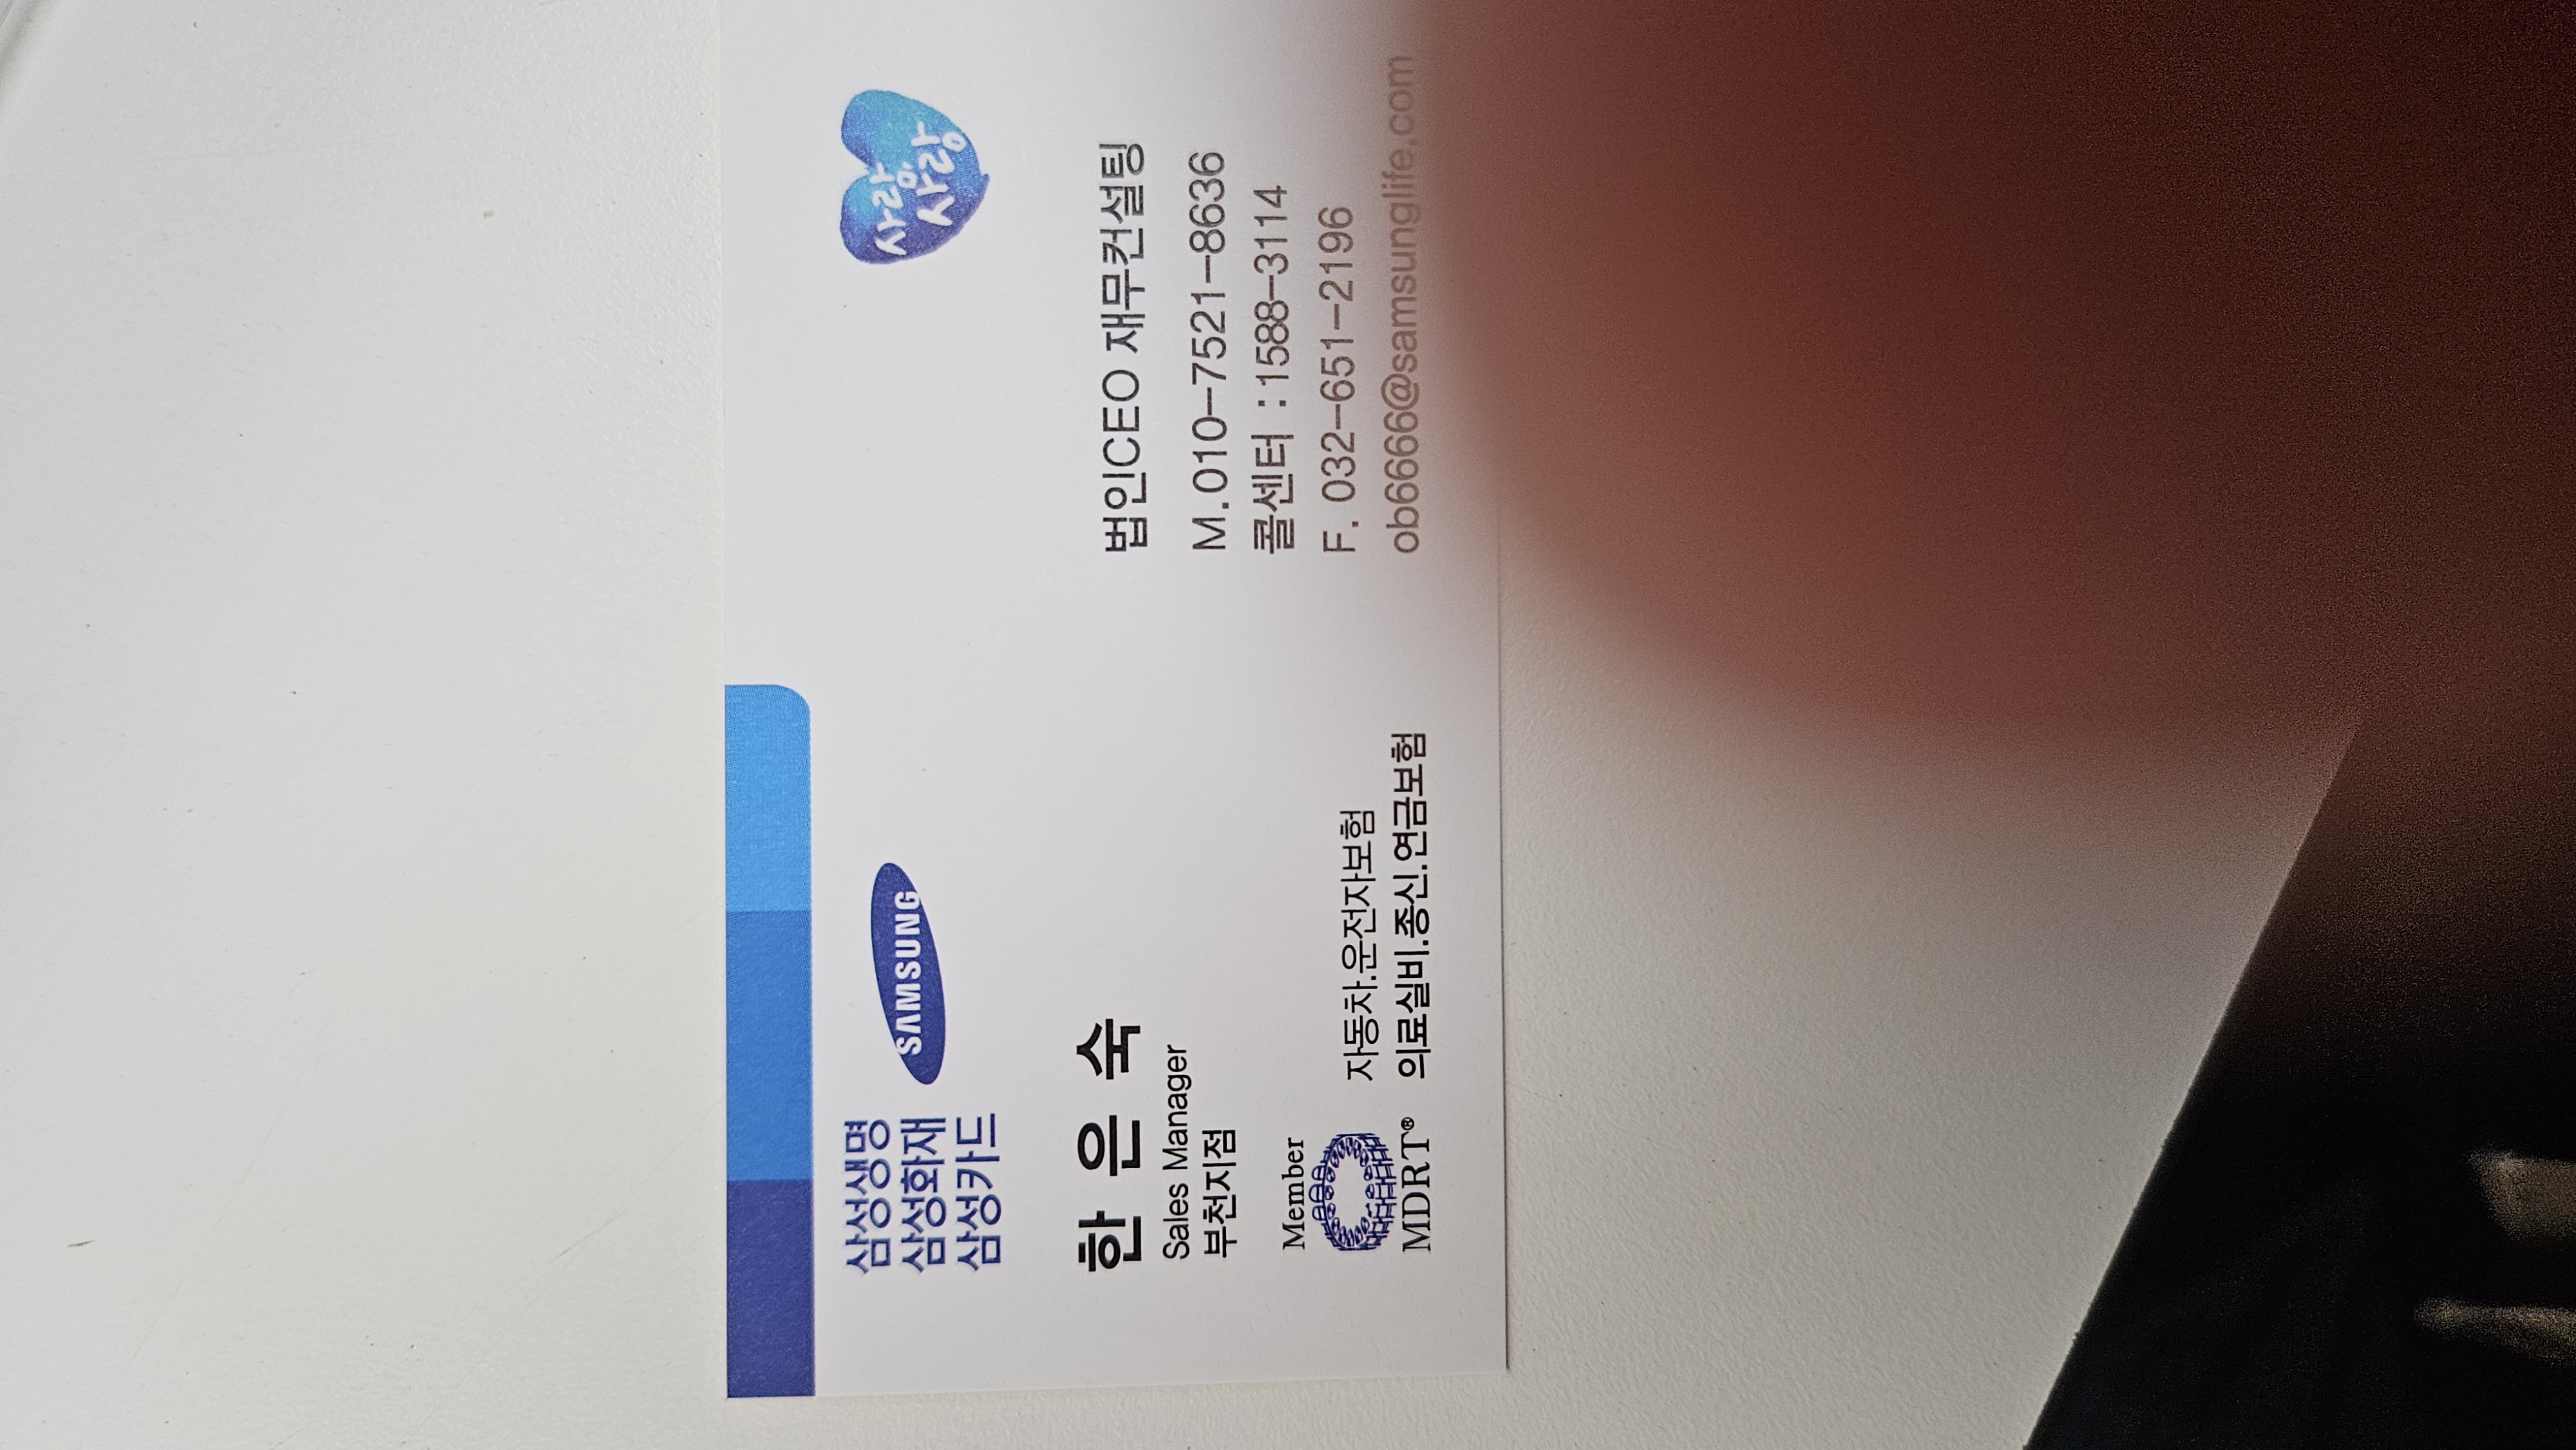 삼성생명
삼성화재
삼성카드
SAMSUNG
사랑,
사랑
한은숙
Sales Manager
부천지점
Member
MDRT®
자동차.운전자보험
의료실비.종신.연금보험
법인CEO 재무컨설팅
M.010-7521-8636
콜센터 :1588-3114
F. 032-651-2196
ob6666@samsunglife.com